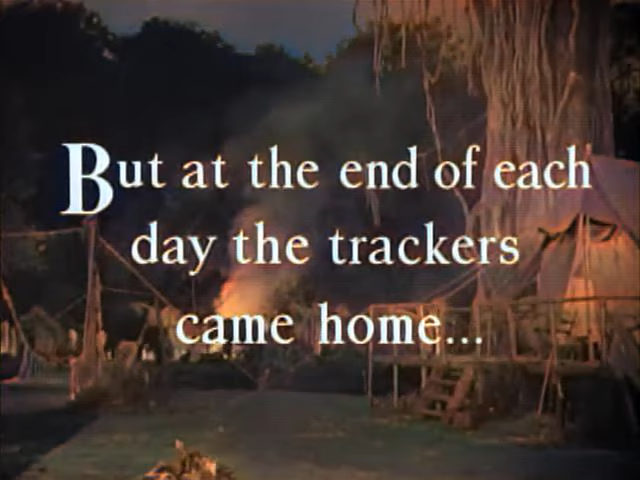 But at the end of each
day the trackers
came home...